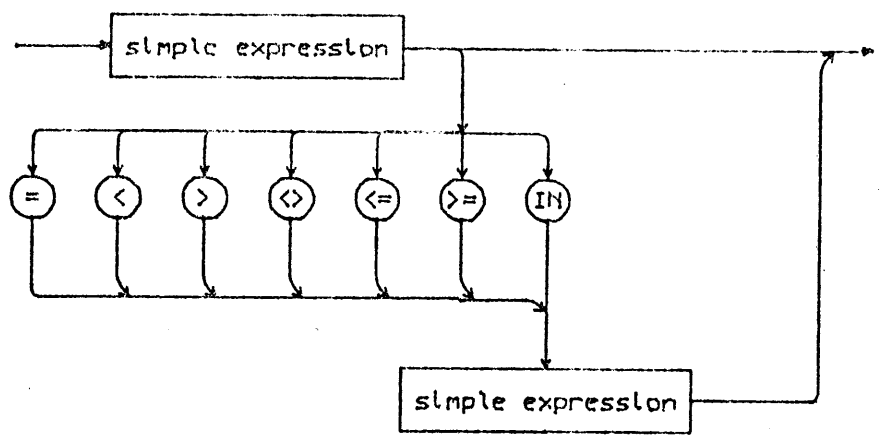 simple expression
= < > <> <= >= IN
simple expression